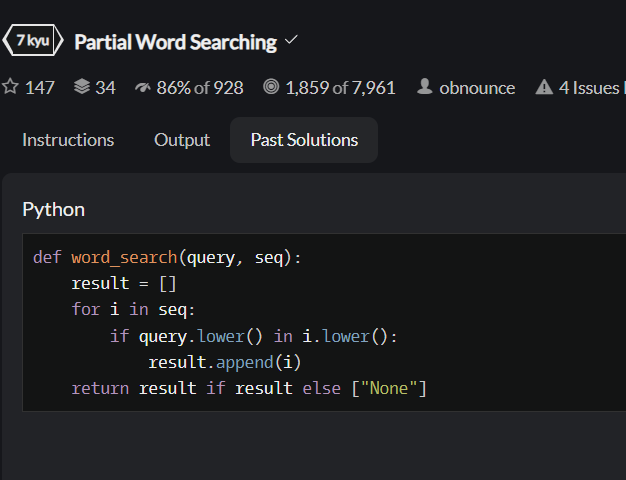 7 kyu Partial Word Searching
147 34 86% of 928 1,859 of 7,961 obnounce 4 Issues
Instructions Output Past Solutions
Python
def word_search(query, seq):
    result = []
    for i in seq:
        if query.lower() in i.lower():
            result.append(i)
    return result if result else ["None"]